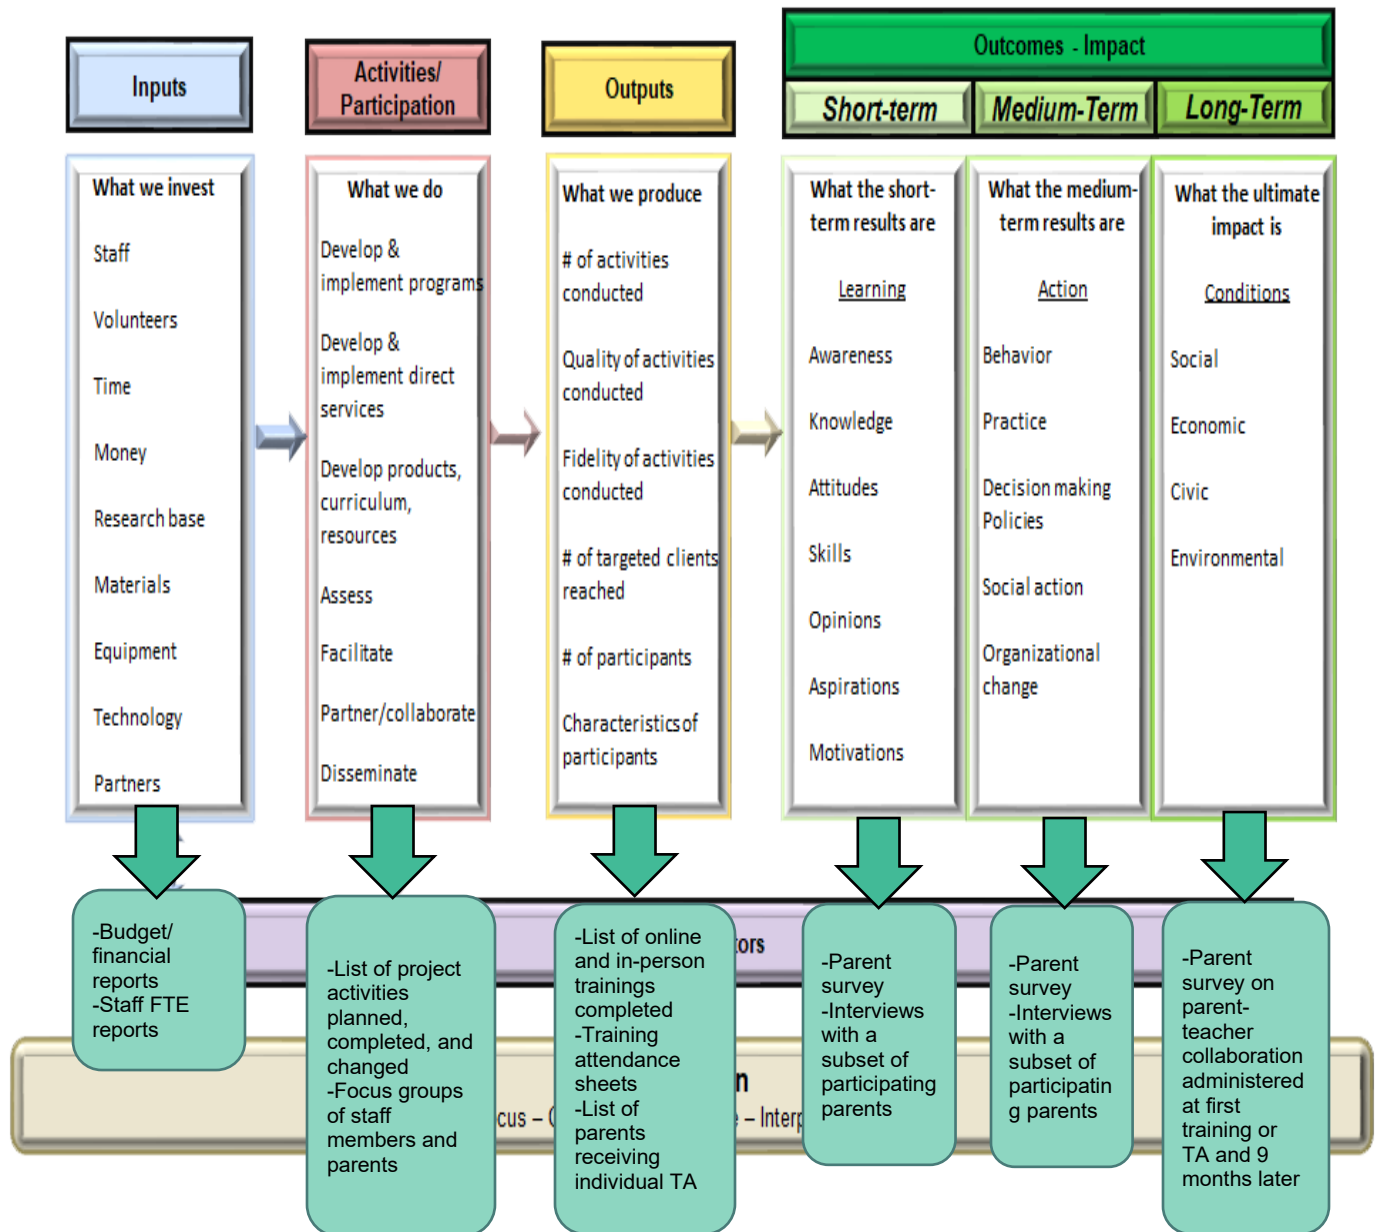 Inputs
Activities/
Participation
Outputs
Outcomes - Impact
Short-term
Medium-Term
Long-Term
What we invest
Staff
Volunteers
Time
Money
Research base
Materials
Equipment
Technology
Partners
What we do
Develop &
implement programs
Develop &
implement direct
services
Develop products,
curriculum,
resources
Assess
Facilitate
Partner/collaborate
Disseminate
What we produce
# of activities
conducted
Quality of activities
conducted
Fidelity of activities
conducted
# of targeted clients
reached
# of participants
Characteristics of
participants
What the short-
term results are
Learning
Awareness
Knowledge
Attitudes
Skills
Opinions
Aspirations
Motivations
What the medium-
term results are
Action
Behavior
Practice
Decision making
Policies
Social action
Organizational
change
What the ultimate
impact is
Conditions
Social
Economic
Civic
Environmental
-Budget/
financial
reports
-Staff FTE
reports
-List of project
activities
planned,
completed, and
changed
-Focus groups
of staff
members and
parents
-List of online
and in-person
trainings
completed
-Training
attendance
sheets
-List of
parents
receiving
individual TA
-Parent
survey
-Interviews
with a
subset of
participating
parents
-Parent
survey
-Interviews
with a
subset of
participatin
g parents
-Parent
survey on
parent-
teacher
collaboration
administered
at first
training or
TA and 9
months later